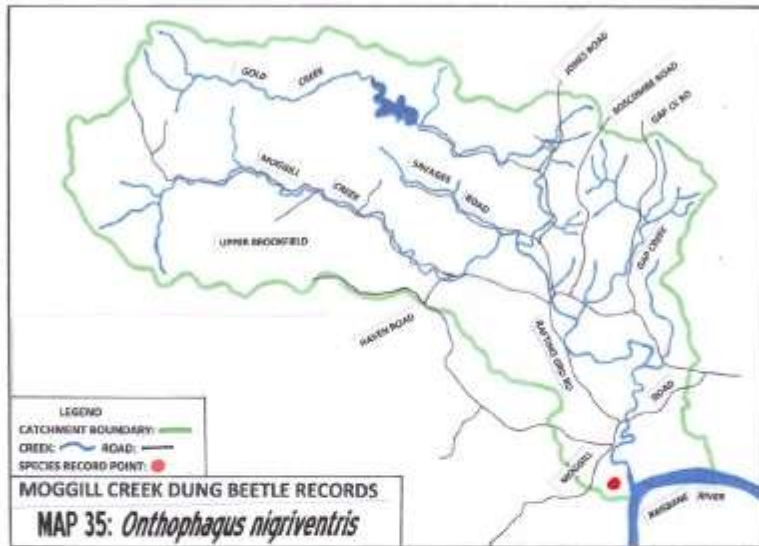 JONES ROAD
BOSCOMBE ROAD
GAP CK RD
GOLD CREEK
MOGGILL CREEK
SAVAGES ROAD
UPPER BROOKFIELD
GAP CREEK
HAVEN ROAD
RAFTING GRD RD
MOGGILL ROAD
BRISBANE RIVER
LEGEND
CATCHMENT BOUNDARY:
CREEK: ROAD:
SPECIES RECORD POINT:
MOGGILL CREEK DUNG BEETLE RECORDS
MAP 35: Onthophagus nigriventris